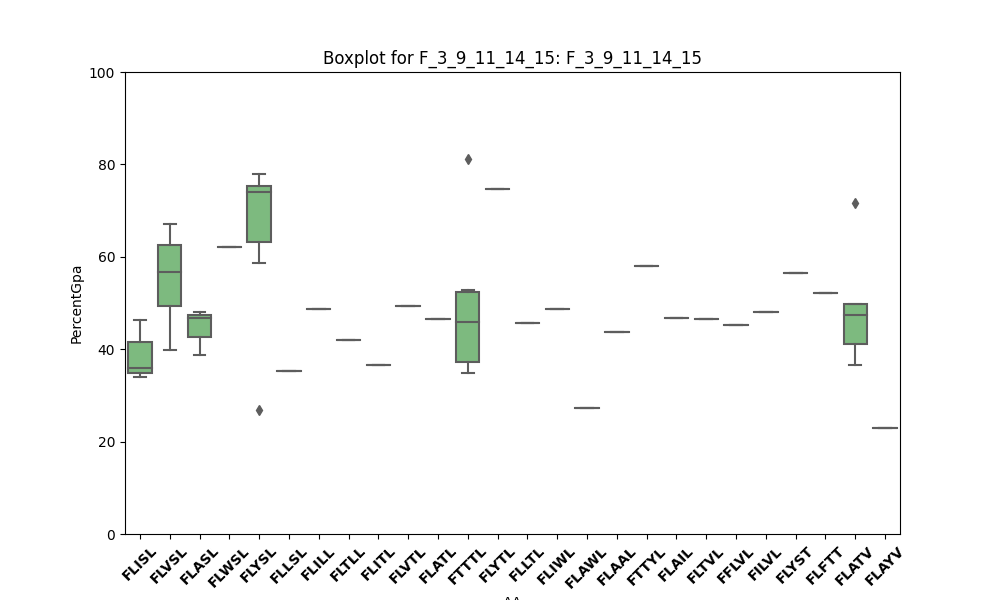 Boxplot for F_3_9_11_14_15: F_3_9_11_14_15
100
80
60
40
20
0
PercentGpa
FLISL
FLVSL
FLASL
FLWSL
FLYSL
FLLSL
FLILL
FLTLL
FLITL
FLVTL
FLATL
FTTTL
FLYTL
FLLTL
FLIWL
FLAWL
FLAAL
FTTYL
FLAIL
FLTVL
FFLVL
FILVL
FLYST
FLFTT
FLATV
FLAYV